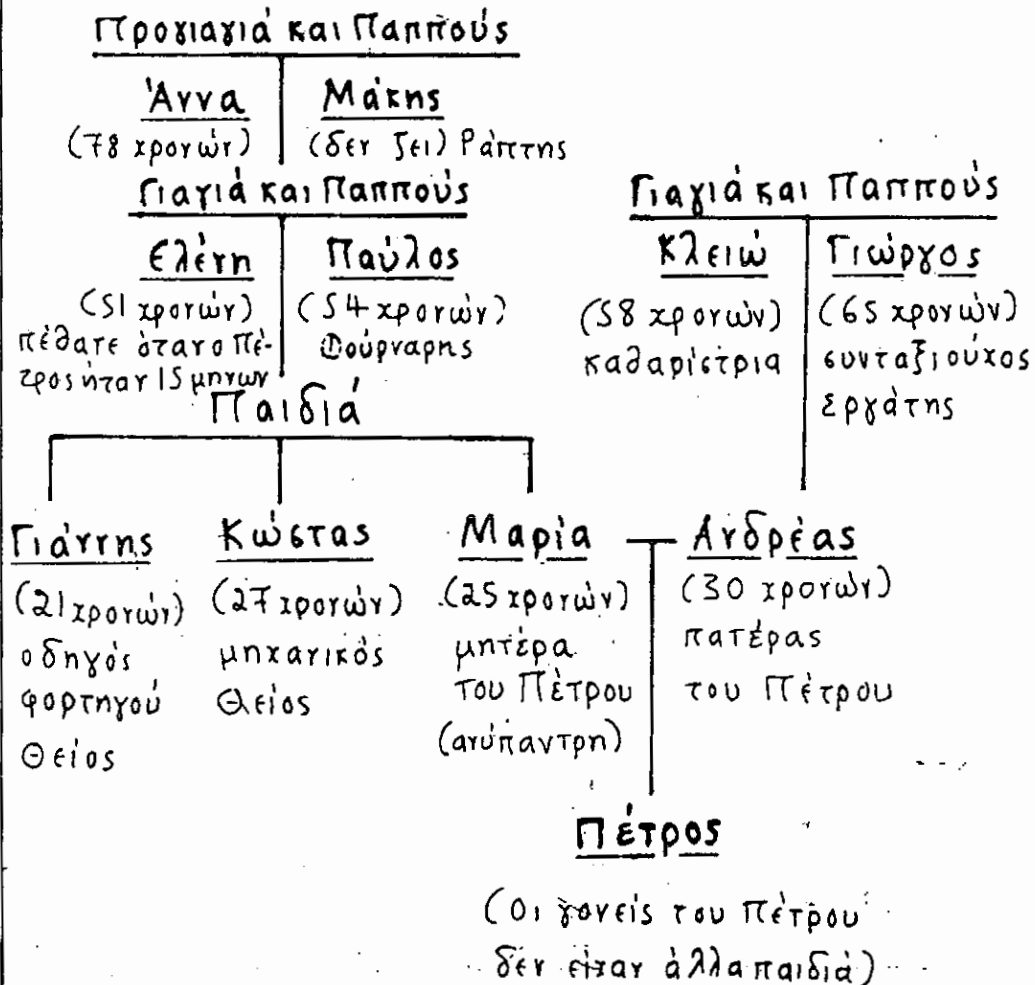 Προγιαγιά και Παππούς
Άννα
(78 χρονών)
Μάκης
(δεν ζει) Ράπτης
Γιαγιά και Παππούς
Ελένη
(51 χρονών)
πέθανε όταν ο Πέ-
τρος ήταν 15 μηνών
Παύλος
(54 χρονών)
Φούρναρης
Γιαγιά και Παππούς
Κλειώ
(58 χρονών)
καθαρίστρια
Γιώργος
(65 χρονών)
συνταξιούχος
εργάτης
Παιδιά
Γιάννης
(21 χρονών)
οδηγός
φορτηγού
Θείος
Κώστας
(27 χρονών)
μηχανικός
Θείος
Μαρία
(25 χρονών)
μητέρα
του Πέτρου
(ανύπαντρη)
Ανδρέας
(30 χρονών)
πατέρας
του Πέτρου
Πέτρος
(Οι γονείς του Πέτρου
δεν είχαν άλλα παιδιά)